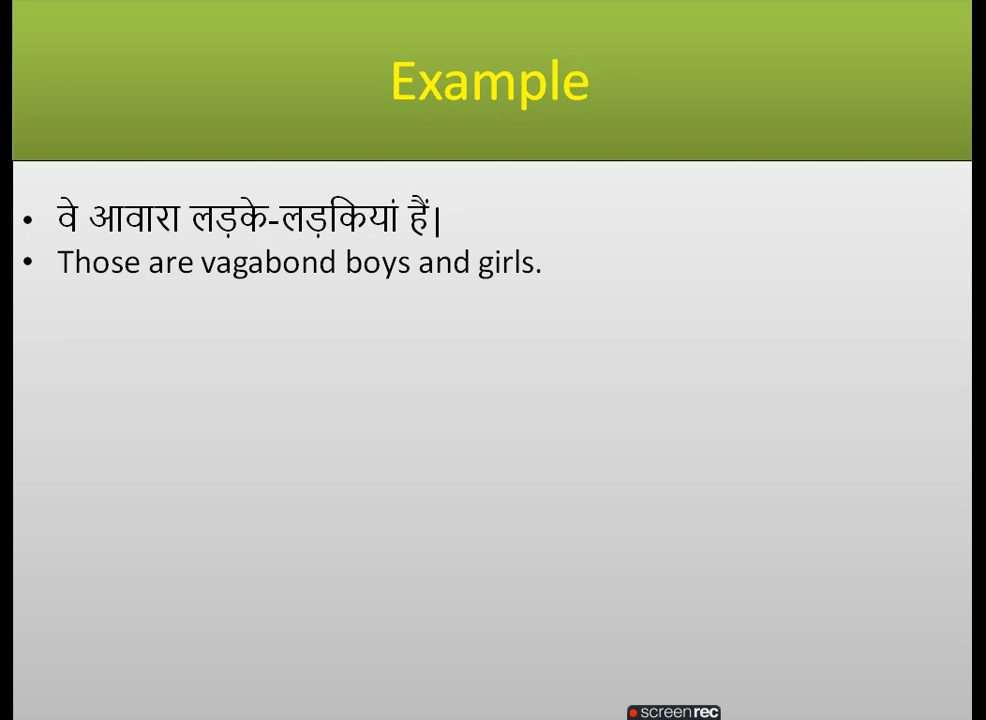 Example
• वे आवारा लड़के-लड़कियां हैं|
• Those are vagabond boys and girls.
screenrec